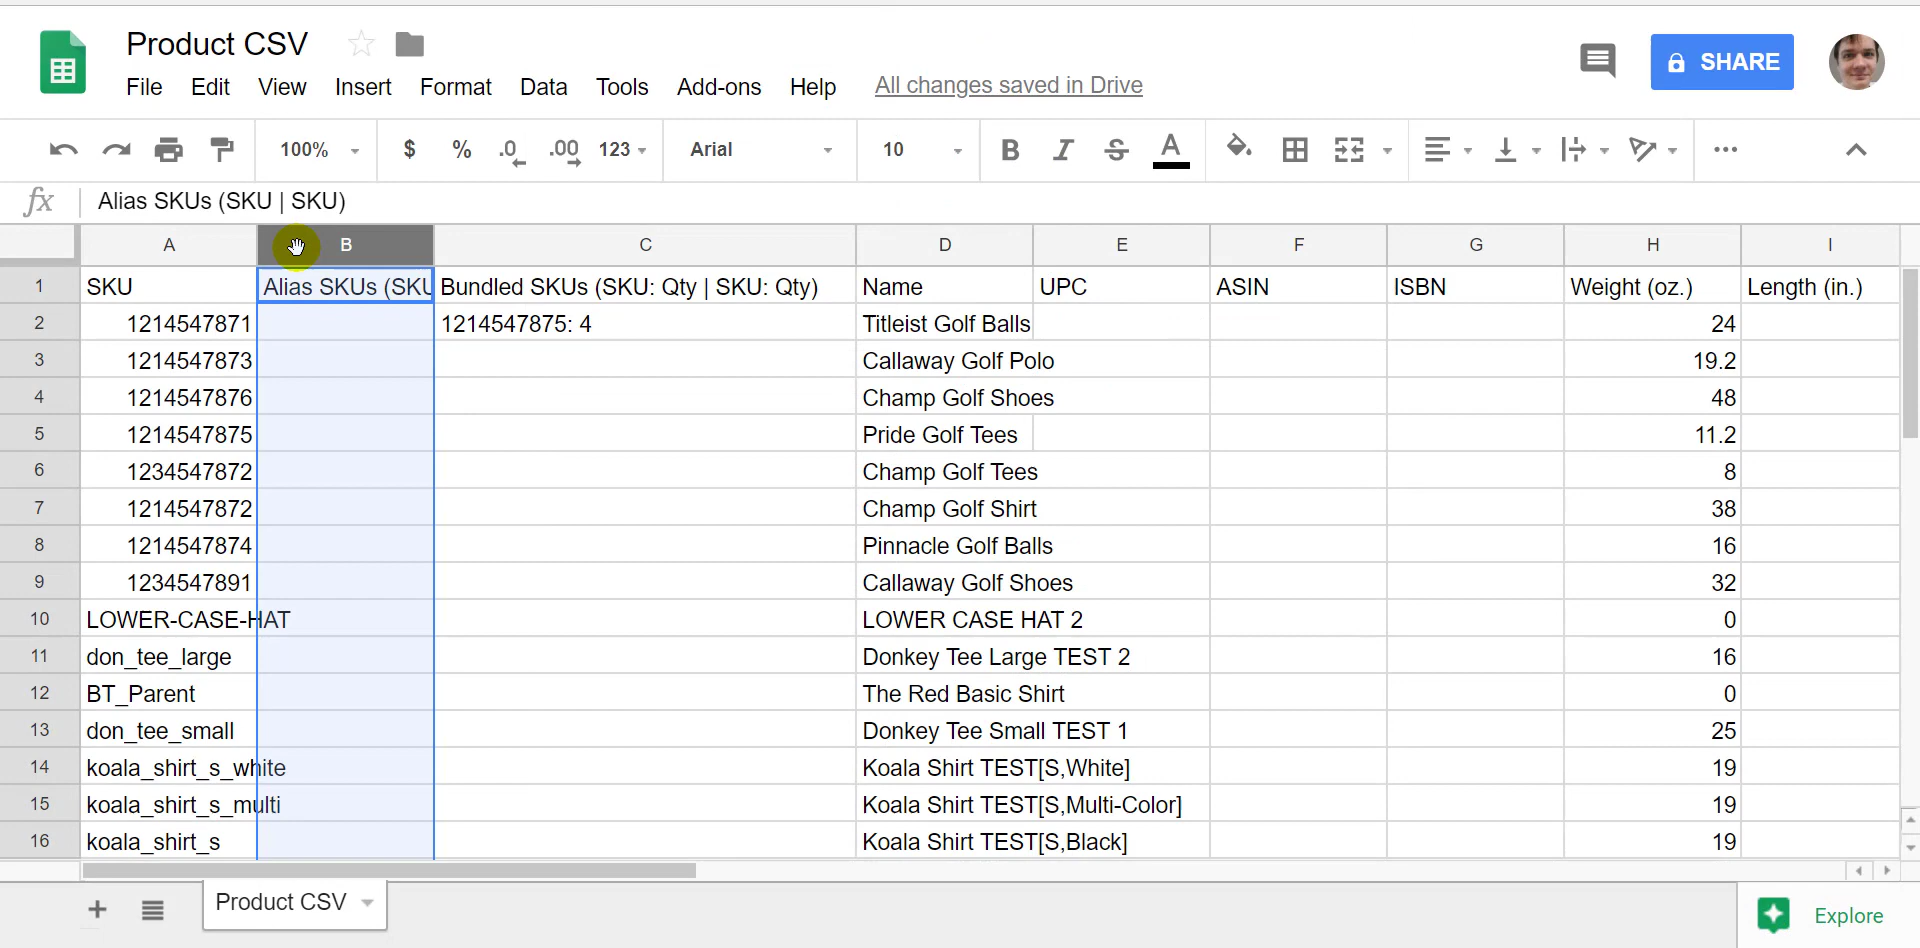 Product CSV
File Edit View Insert Format Data Tools Add-ons Help All changes saved in Drive
SHARE
100% $ % .0 .00 123 Arial 10 B I S A
fx Alias SKUs (SKU | SKU)
A B C D E F G H I
1 SKU Alias SKUs (SKU Bundled SKUs (SKU: Qty | SKU: Qty) Name UPC ASIN ISBN Weight (oz.) Length (in.)
2 1214547871 1214547875: 4 Titleist Golf Balls 24
3 1214547873 Callaway Golf Polo 19.2
4 1214547876 Champ Golf Shoes 48
5 1214547875 Pride Golf Tees 11.2
6 1234547872 Champ Golf Tees 8
7 1214547872 Champ Golf Shirt 38
8 1214547874 Pinnacle Golf Balls 16
9 1234547891 Callaway Golf Shoes 32
10 LOWER-CASE-HAT LOWER CASE HAT 2 0
11 don_tee_large Donkey Tee Large TEST 2 16
12 BT_Parent The Red Basic Shirt 0
13 don_tee_small Donkey Tee Small TEST 1 25
14 koala_shirt_s_white Koala Shirt TEST[S,White] 19
15 koala_shirt_s_multi Koala Shirt TEST[S,Multi-Color] 19
16 koala_shirt_s Koala Shirt TEST[S,Black] 19
Product CSV
Explore